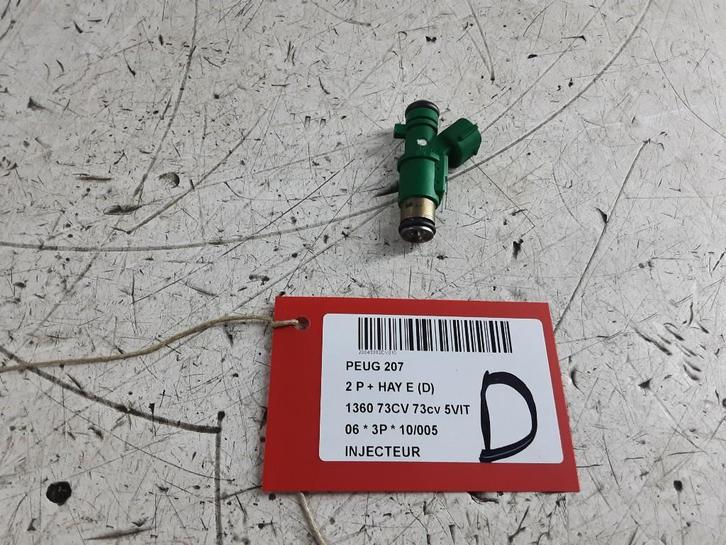 PEUG 207
2 P + HAY E (D)
1360 73CV 73cv 5VIT
06 * 3P * 10/005
INJECTEUR
D